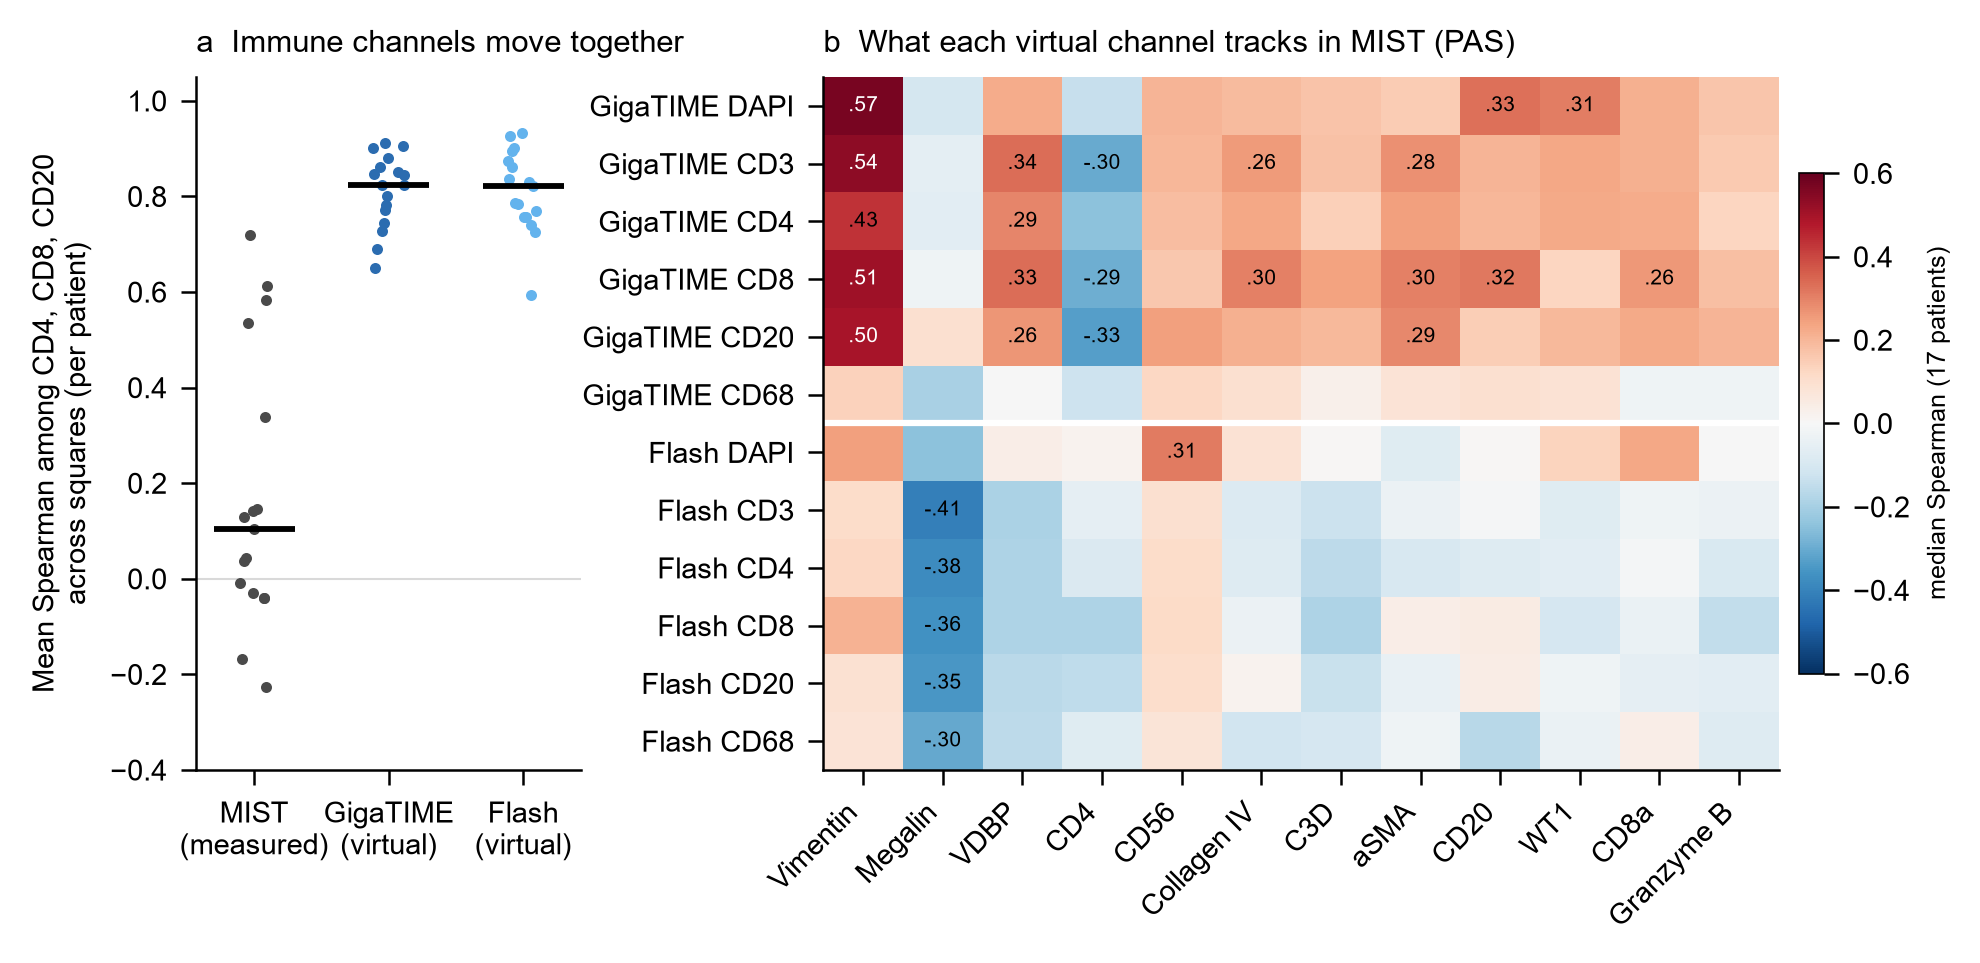 a Immune channels move together
Mean Spearman among CD4, CD8, CD20
across squares (per patient)
1.0
0.8
0.6
0.4
0.2
0.0
−0.2
−0.4
MIST
(measured)
GigaTIME
(virtual)
Flash
(virtual)
b What each virtual channel tracks in MIST (PAS)
GigaTIME DAPI
.57 .33 .31
GigaTIME CD3
.54 .34 -.30 .26 .28
GigaTIME CD4
.43 .29
GigaTIME CD8
.51 .33 -.29 .30 .30 .32 .26
GigaTIME CD20
.50 .26 -.33 .29
GigaTIME CD68
Flash DAPI
.31
Flash CD3
-.41
Flash CD4
-.38
Flash CD8
-.36
Flash CD20
-.35
Flash CD68
-.30
Vimentin
Megalin
VDBP
CD4
CD56
Collagen IV
C3D
aSMA
CD20
WT1
CD8a
Granzyme B
0.6
0.4
0.2
0.0
−0.2
−0.4
−0.6
median Spearman (17 patients)